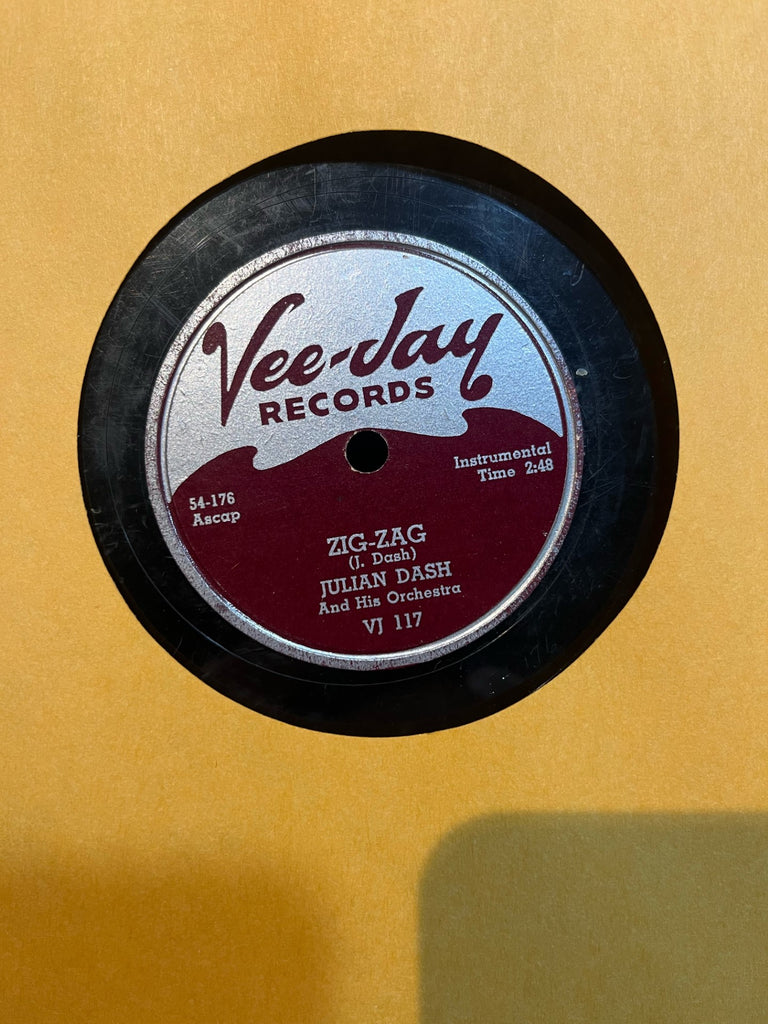 Vee-Jay
RECORDS
Instrumental
Time 2:48
54-176
Ascap
ZIG-ZAG
(J. Dash)
JULIAN DASH
And His Orchestra
VJ 117